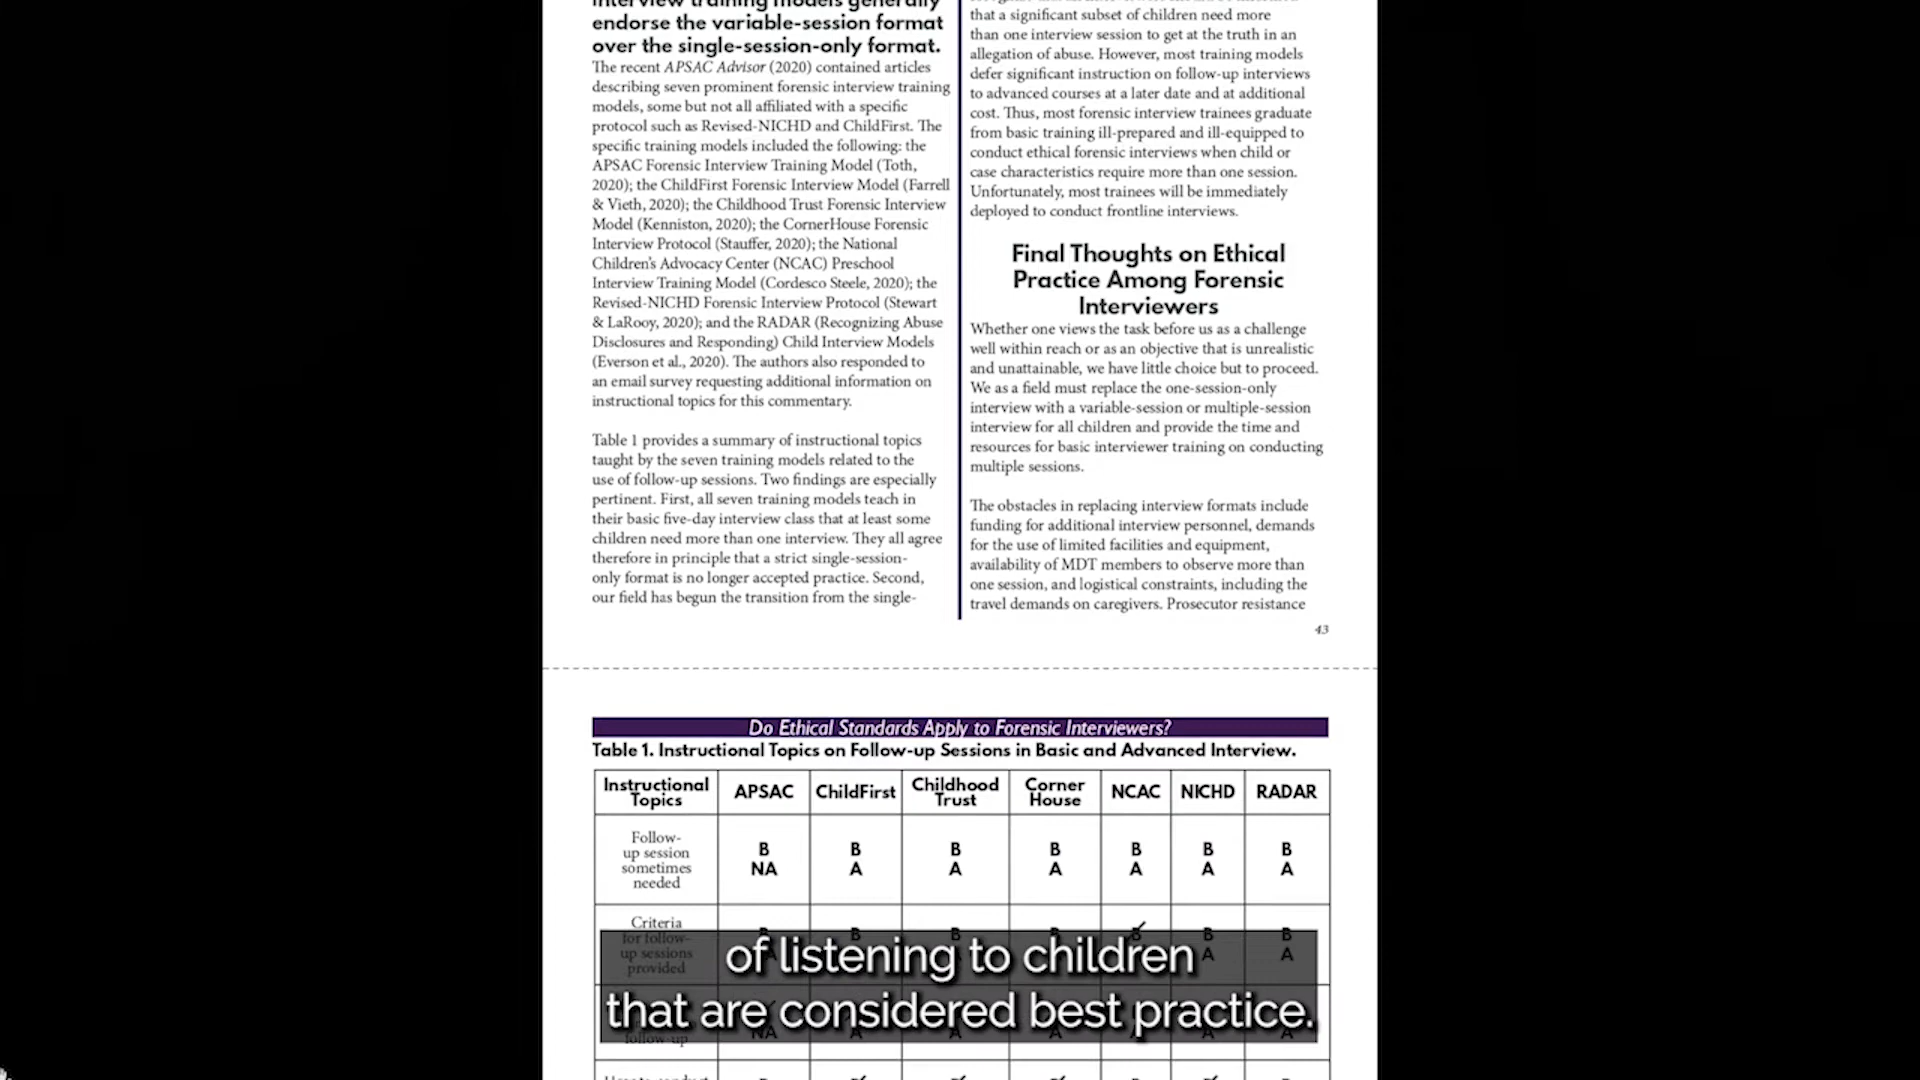 interview training models generally
endorse the variable-session format
over the single-session-only format.
The recent APSAC Advisor (2020) contained articles
describing seven prominent forensic interview training
models, some but not all affiliated with a specific
protocol such as Revised-NICHD and ChildFirst. The
specific training models included the following: the
APSAC Forensic Interview Training Model (Toth,
2020); the ChildFirst Forensic Interview Model (Farrell
& Vieth, 2020); the Childhood Trust Forensic Interview
Model (Kenniston, 2020); the CornerHouse Forensic
Interview Protocol (Stauffer, 2020); the National
Children's Advocacy Center (NCAC) Preschool
Interview Training Model (Cordesco Steele, 2020); the
Revised-NICHD Forensic Interview Protocol (Stewart
& LaRooy, 2020); and the RADAR (Recognizing Abuse
Disclosures and Responding) Child Interview Models
(Everson et al., 2020). The authors also responded to
an email survey requesting additional information on
instructional topics for this commentary.
Table 1 provides a summary of instructional topics
taught by the seven training models related to the
use of follow-up sessions. Two findings are especially
pertinent. First, all seven training models teach in
their basic five-day interview class that at least some
children need more than one interview. They all agree
therefore in principle that a strict single-session-
only format is no longer accepted practice. Second,
our field has begun the transition from the single-
that a significant subset of children need more
than one interview session to get at the truth in an
allegation of abuse. However, most training models
defer significant instruction on follow-up interviews
to advanced courses at a later date and at additional
cost. Thus, most forensic interview trainees graduate
from basic training ill-prepared and ill-equipped to
conduct ethical forensic interviews when child or
case characteristics require more than one session.
Unfortunately, most trainees will be immediately
deployed to conduct frontline interviews.
Final Thoughts on Ethical
Practice Among Forensic
Interviewers
Whether one views the task before us as a challenge
well within reach or as an objective that is unrealistic
and unattainable, we have little choice but to proceed.
We as a field must replace the one-session-only
interview with a variable-session or multiple-session
interview for all children and provide the time and
resources for basic interviewer training on conducting
multiple sessions.
The obstacles in replacing interview formats include
funding for additional interview personnel, demands
for the use of limited facilities and equipment,
availability of MDT members to observe more than
one session, and logistical constraints, including the
travel demands on caregivers. Prosecutor resistance
43
Do Ethical Standards Apply to Forensic Interviewers?
Table 1. Instructional Topics on Follow-up Sessions in Basic and Advanced Interview.
Instructional Topics APSAC ChildFirst Childhood Trust Corner House NCAC NICHD RADAR
Follow-
up session
sometimes
needed
B B B B B B B
NA A A A A A A
Criteria
for follow-
up sessions
provided
B B B B B B B
A A
follow-up
NA A A A A A A
of listening to children
that are considered best practice.